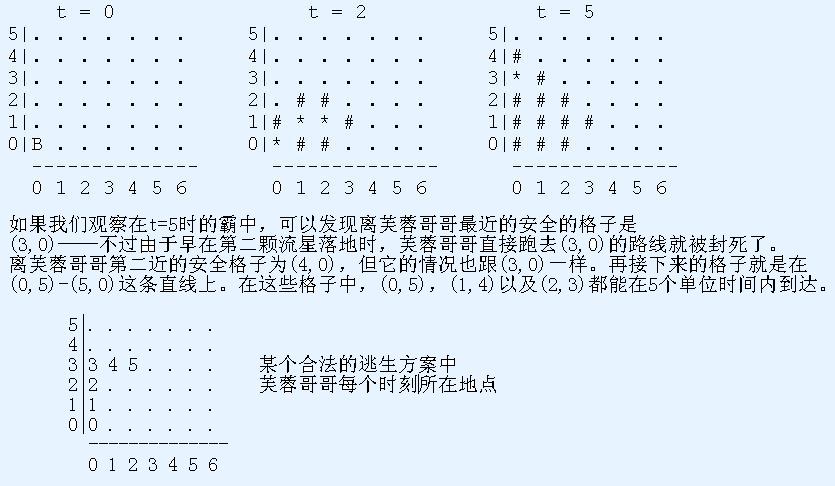 t = 0 t = 2 t = 5
5|. . . . . . . 5|. . . . . . . 5|. . . . . . .
4|. . . . . . . 4|. . . . . . . 4|# . . . . . .
3|. . . . . . . 3|. . . . . . . 3|* # . . . . .
2|. . . . . . . 2|. # # . . . . 2|# # # . . . .
1|. . . . . . . 1|# * * # . . . 1|# # # # . . .
0|B . . . . . . 0|* # # . . . . 0|# # # . . . .
-------------- -------------- --------------
0 1 2 3 4 5 6 0 1 2 3 4 5 6 0 1 2 3 4 5 6
如果我们观察在t=5时的霸中，可以发现离芙蓉哥哥最近的安全的格子是
(3,0)——不过由于早在第二颗流星落地时，芙蓉哥哥直接跑去(3,0)的路线就被封死了。
离芙蓉哥哥第二近的安全格子为(4,0)，但它的情况也跟(3,0)一样。再接下来的格子就是在
(0,5)-(5,0)这条直线上。在这些格子中，(0,5)，(1,4)以及(2,3)都能在5个单位时间内到达。
5|. . . . . . .
4|. . . . . . .
3|3 4 5 . . . . 某个合法的逃生方案中
2|2 . . . . . . 芙蓉哥哥每个时刻所在地点
1|1 . . . . . .
0|0 . . . . . .
--------------
0 1 2 3 4 5 6